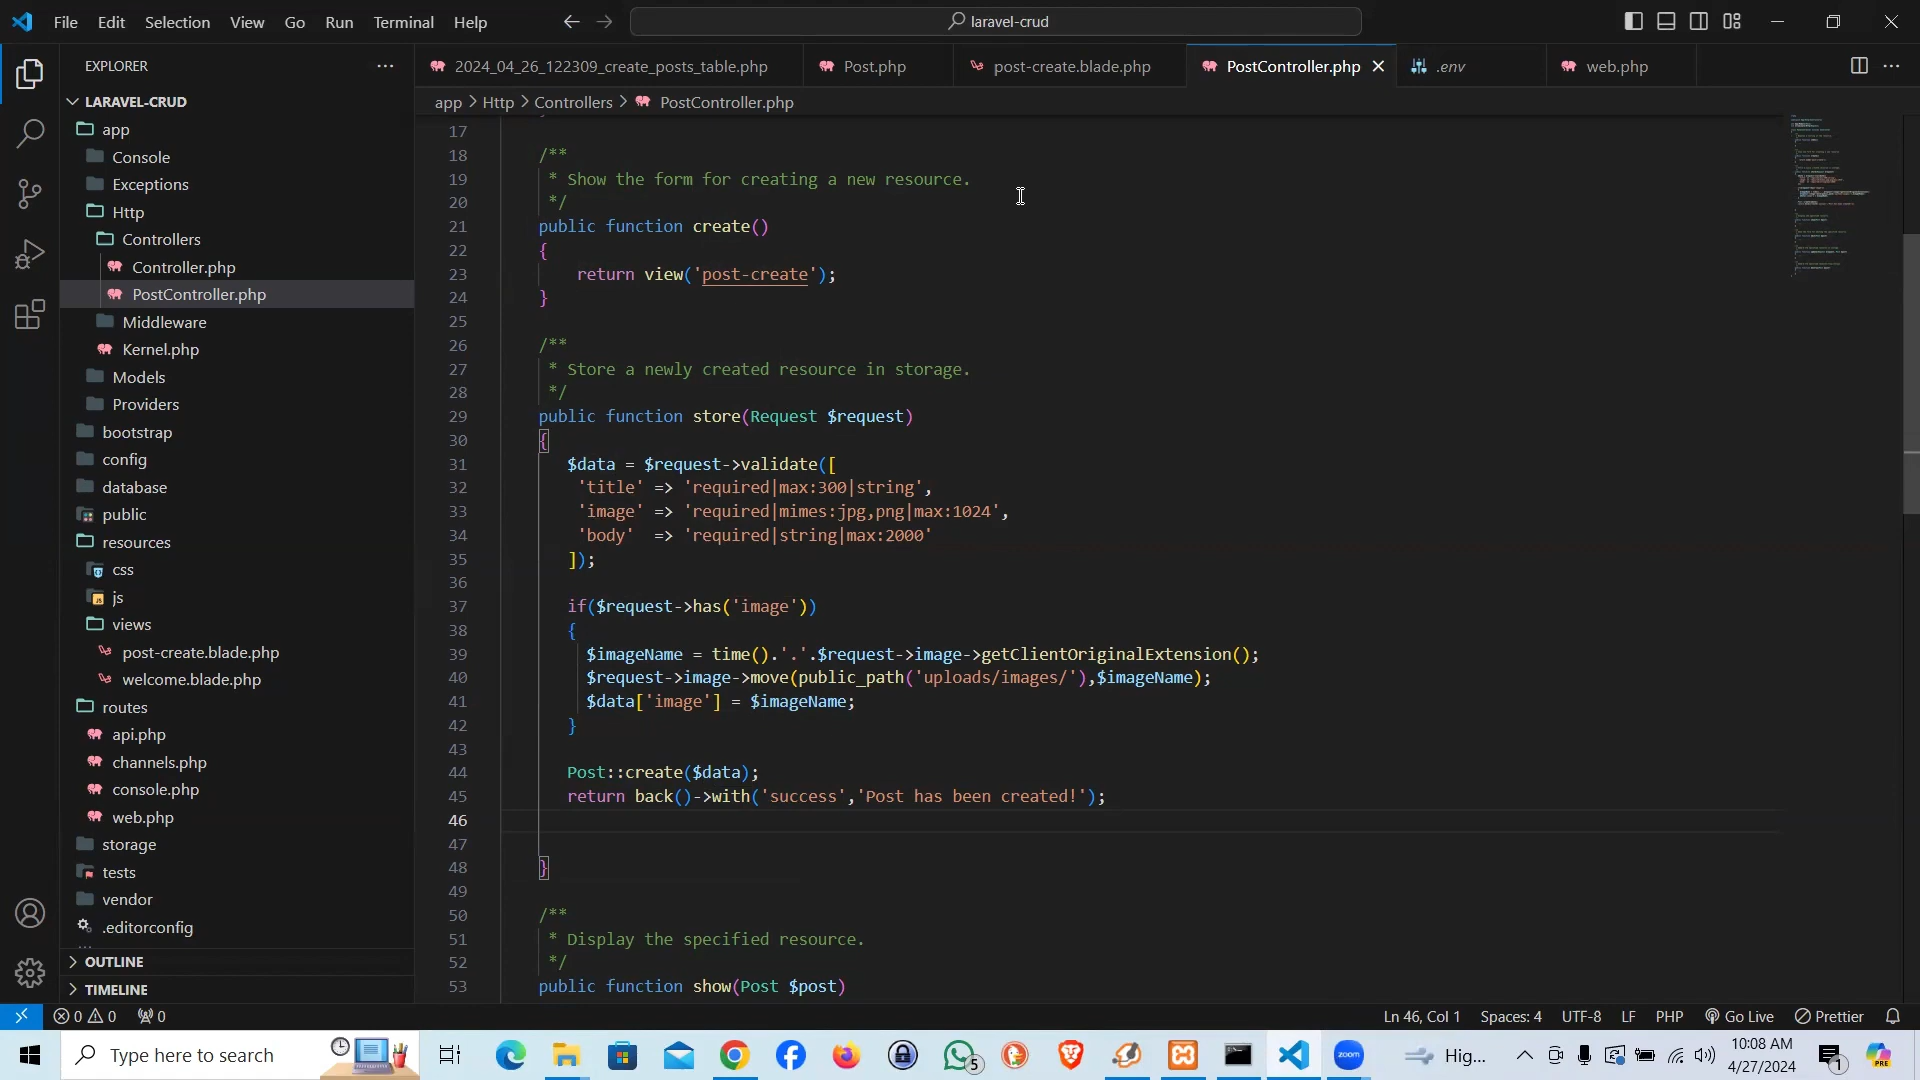 File Edit Selection View Go Run Terminal Help
laravel-crud
EXPLORER
2024_04_26_122309_create_posts_table.php
Post.php
post-create.blade.php
PostController.php
.env
web.php
LARAVEL-CRUD
app
Console
Exceptions
Http
Controllers
Controller.php
PostController.php
Middleware
Kernel.php
Models
Providers
bootstrap
config
database
public
resources
css
js
views
post-create.blade.php
welcome.blade.php
routes
api.php
channels.php
console.php
web.php
storage
tests
vendor
.editorconfig
OUTLINE
TIMELINE
app > Http > Controllers > PostController.php
17
18 /**
19 * Show the form for creating a new resource.
20 */
21 public function create()
22 {
23 return view('post-create');
24 }
25
26 /**
27 * Store a newly created resource in storage.
28 */
29 public function store(Request $request)
30 {
31 $data = $request->validate([
32 'title' => 'required|max:300|string',
33 'image' => 'required|mimes:jpg,png|max:1024',
34 'body' => 'required|string|max:2000'
35 ]);
36
37 if($request->has('image'))
38 {
39 $imageName = time().'.'.$request->image->getClientOriginalExtension();
40 $request->image->move(public_path('uploads/images/'),$imageName);
41 $data['image'] = $imageName;
42 }
43
44 Post::create($data);
45 return back()->with('success','Post has been created!');
46
47
48 }
49
50 /**
51 * Display the specified resource.
52 */
53 public function show(Post $post)
0 0 0
Ln 46, Col 1 Spaces: 4 UTF-8 LF PHP Go Live Prettier
Type here to search
5
zoom
Hig...
10:08 AM
4/27/2024
1
PRE